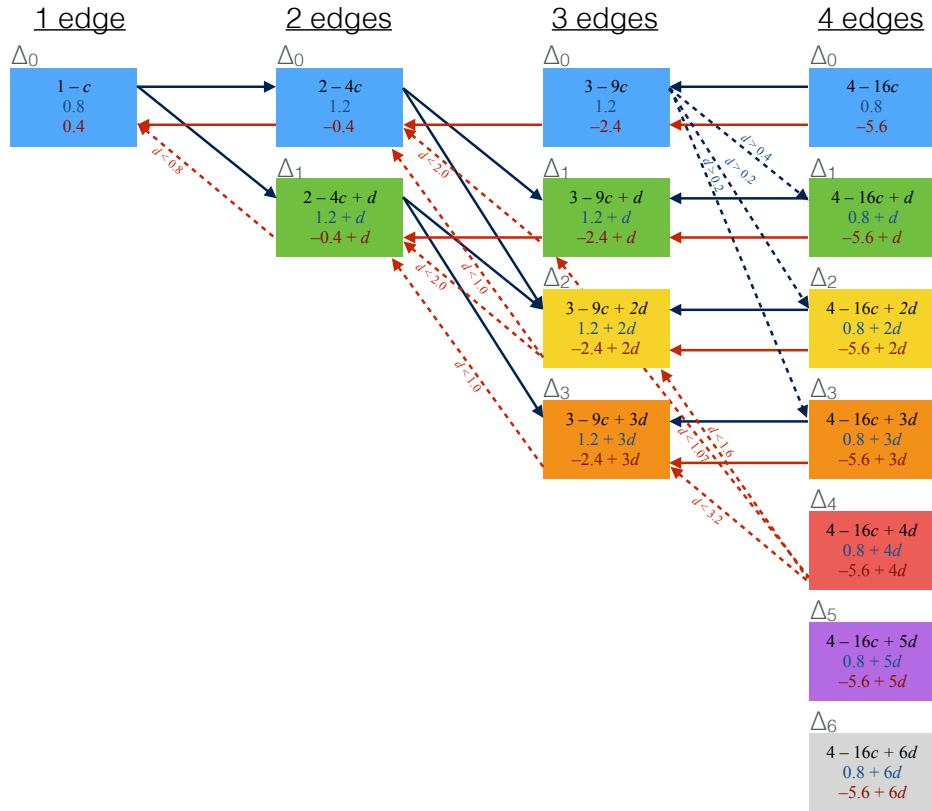 1 edge
2 edges
3 edges
4 edges
Δ0
1 – c
0.8
0.4
Δ0
2 – 4c
1.2
–0.4
Δ0
3 – 9c
1.2
–2.4
Δ0
4 – 16c
0.8
–5.6
d < 0.8
d < 2.0
d > 0.4
d > 0.2
d > 0.2
Δ1
2 – 4c + d
1.2 + d
–0.4 + d
Δ1
3 – 9c + d
1.2 + d
–2.4 + d
Δ1
4 – 16c + d
0.8 + d
–5.6 + d
d < 2.0
d < 1.0
Δ2
3 – 9c + 2d
1.2 + 2d
–2.4 + 2d
Δ2
4 – 16c + 2d
0.8 + 2d
–5.6 + 2d
d < 1.0
Δ3
3 – 9c + 3d
1.2 + 3d
–2.4 + 3d
Δ3
4 – 16c + 3d
0.8 + 3d
–5.6 + 3d
d < 1.6
d < 1.07
d < 3.2
Δ4
4 – 16c + 4d
0.8 + 4d
–5.6 + 4d
Δ5
4 – 16c + 5d
0.8 + 5d
–5.6 + 5d
Δ6
4 – 16c + 6d
0.8 + 6d
–5.6 + 6d